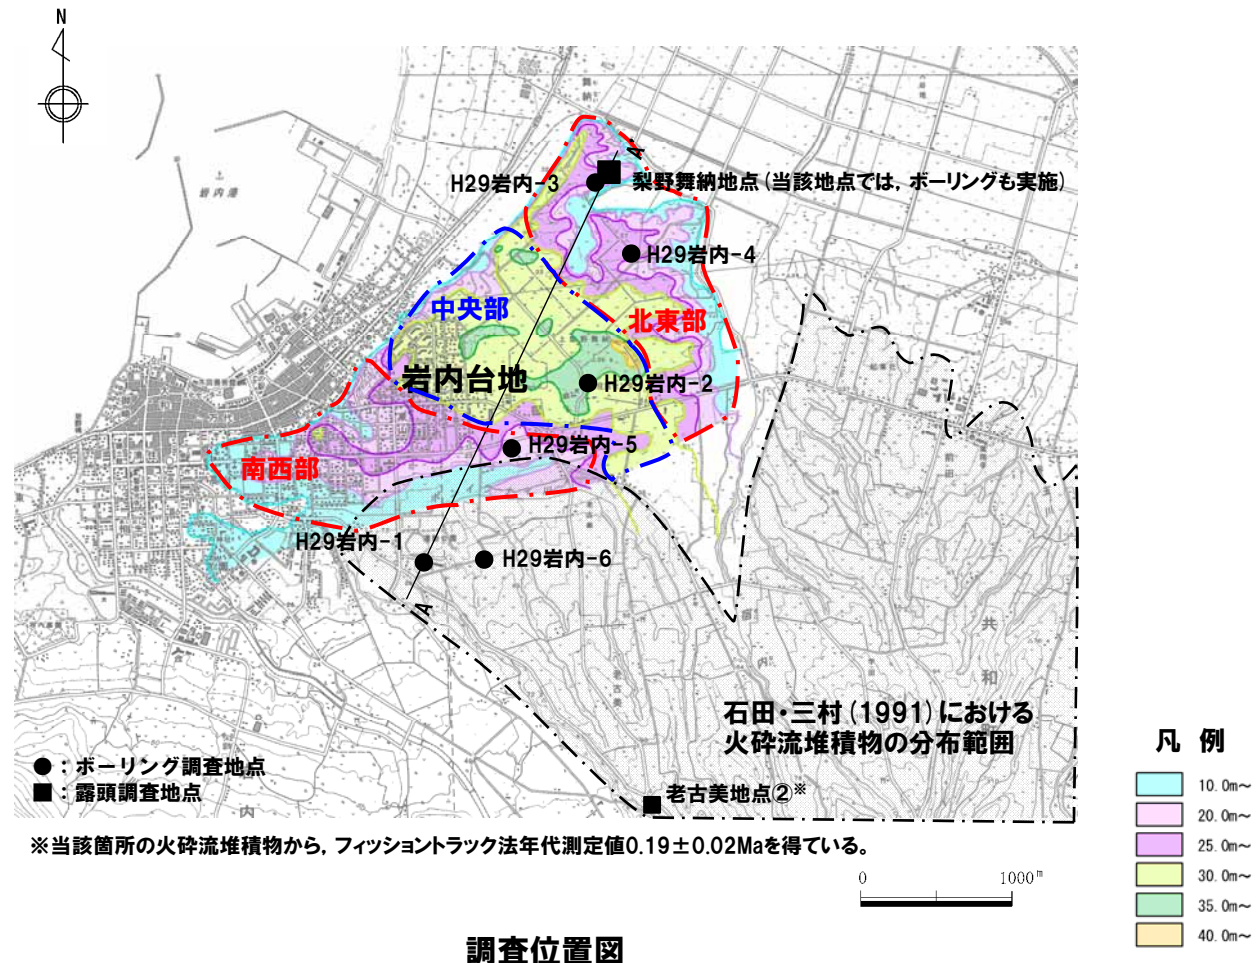 N
岩内港
H29岩内-3
A'
梨野舞納地点(当該地点では，ボーリングも実施)
H29岩内-4
中央部
北東部
岩内台地
H29岩内-2
H29岩内-5
南西部
H29岩内-1
H29岩内-6
A
老古美
共
和
石田・三村(1991)における
火砕流堆積物の分布範囲
●：ボーリング調査地点
■：露頭調査地点
内
老古美地点②※
※当該箇所の火砕流堆積物から，フィッショントラック法年代測定値0.19±0.02Maを得ている。
0 1000m
調査位置図
凡 例
10.0m～
20.0m～
25.0m～
30.0m～
35.0m～
40.0m～